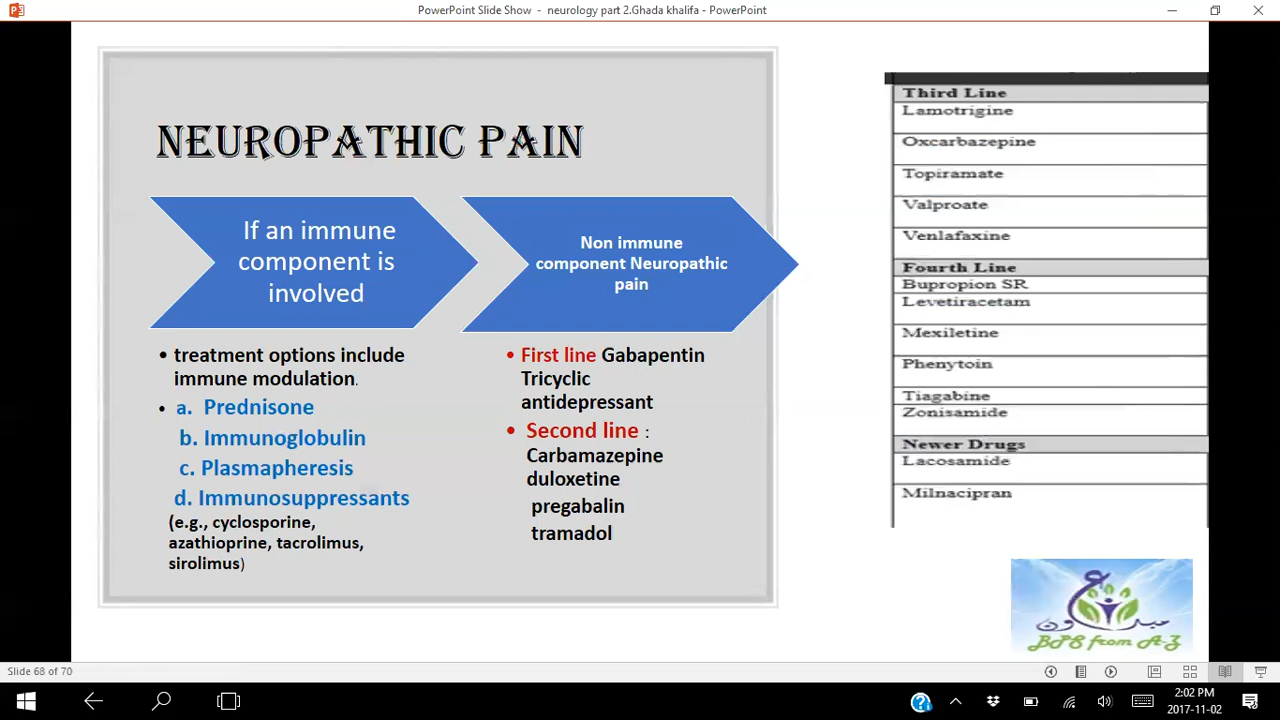 PowerPoint Slide Show - neurology part 2.Ghada khalifa - PowerPoint
NEUROPATHIC PAIN
If an immune
component is
involved
Non immune
component Neuropathic
pain
• treatment options include
immune modulation.
• a. Prednisone
b. Immunoglobulin
c. Plasmapheresis
d. Immunosuppressants
(e.g., cyclosporine,
azathioprine, tacrolimus,
sirolimus)
• First line Gabapentin
Tricyclic
antidepressant
• Second line :
Carbamazepine
duloxetine
pregabalin
tramadol
Third Line
Lamotrigine
Oxcarbazepine
Topiramate
Valproate
Venlafaxine
Fourth Line
Bupropion SR
Levetiracetam
Mexiletine
Phenytoin
Tiagabine
Zonisamide
Newer Drugs
Lacosamide
Milnacipran
BPS from A-Z
Slide 68 of 70
2:02 PM
2017-11-02